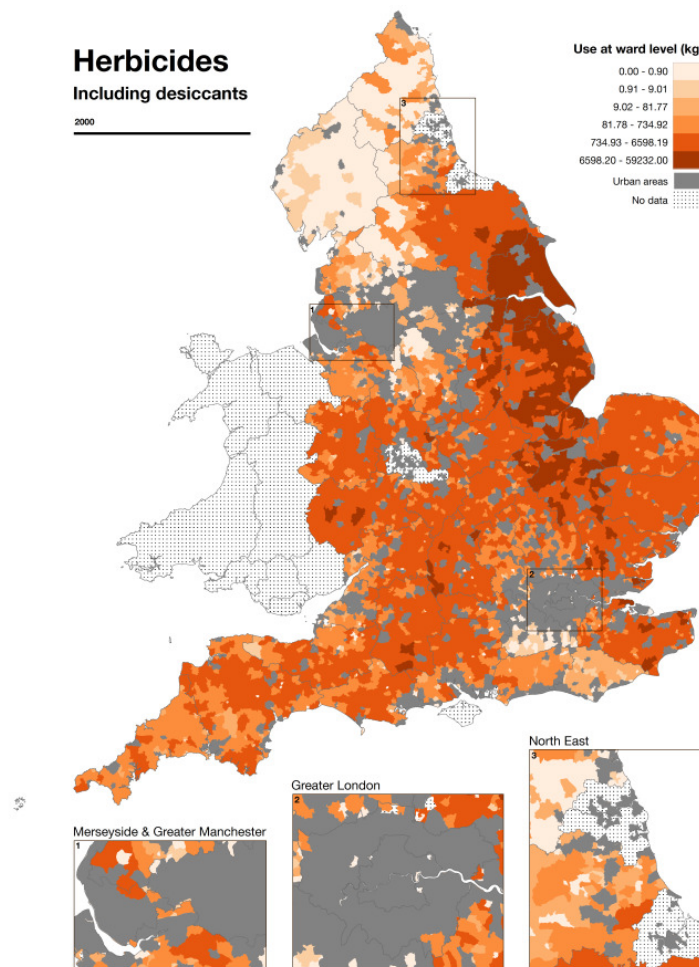 Herbicides
Including desiccants
2000
Use at ward level (kg
0.00 - 0.90
0.91 - 9.01
9.02 - 81.77
81.78 - 734.92
734.93 - 6598.19
6598.20 - 59232.00
Urban areas
No data
3
1
2
North East
3
Greater London
2
Merseyside & Greater Manchester
1